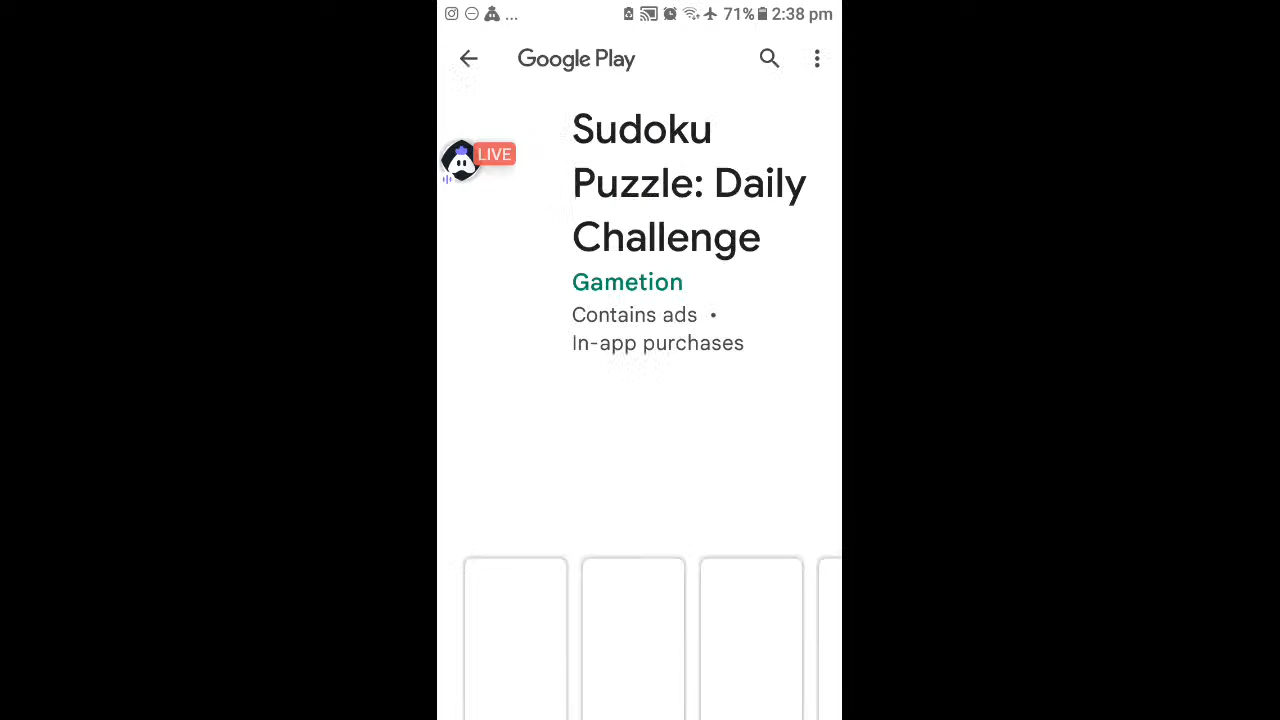 ... 71% 2:38 pm
Google Play
Sudoku
LIVE
Puzzle: Daily
Challenge
Gametion
Contains ads •
In-app purchases